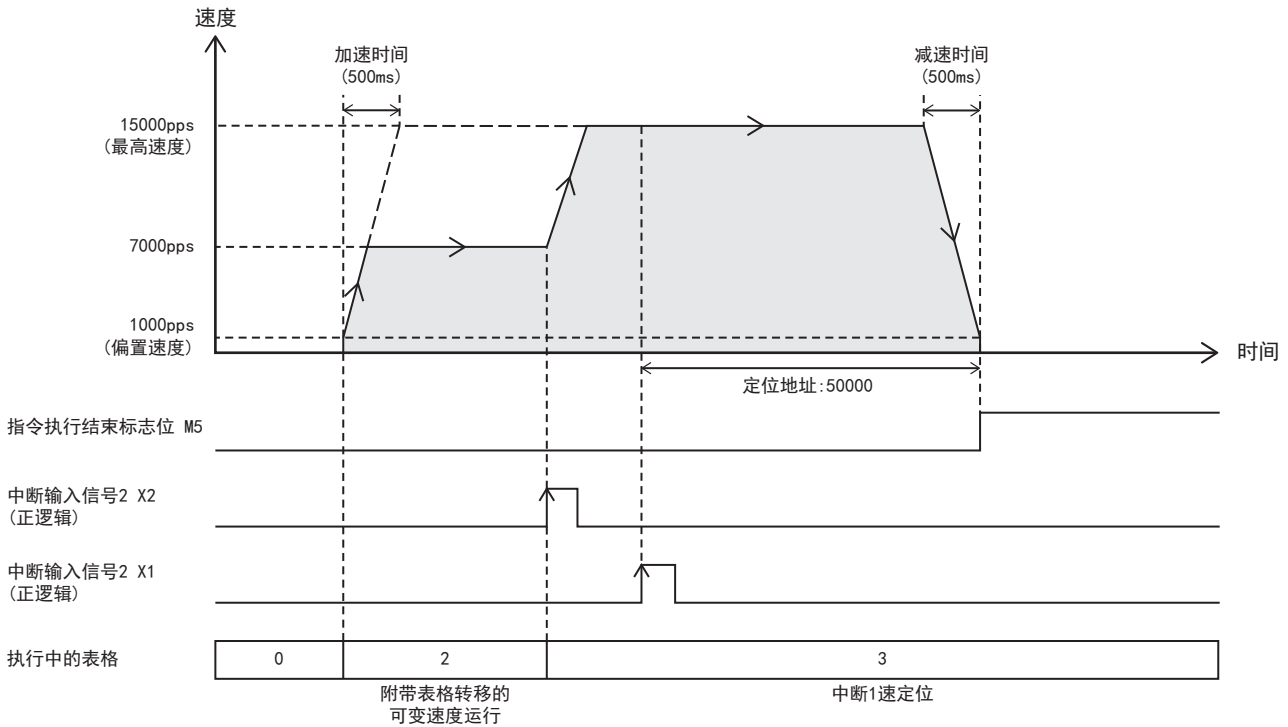 速度
加速时间
(500ms)
减速时间
(500ms)
15000pps
(最高速度)
7000pps
1000pps
(偏置速度)
时间
定位地址:50000
指令执行结束标志位 M5
中断输入信号2 X2
(正逻辑)
中断输入信号2 X1
(正逻辑)
执行中的表格
0
2
3
附带表格转移的
可变速度运行
中断1速定位